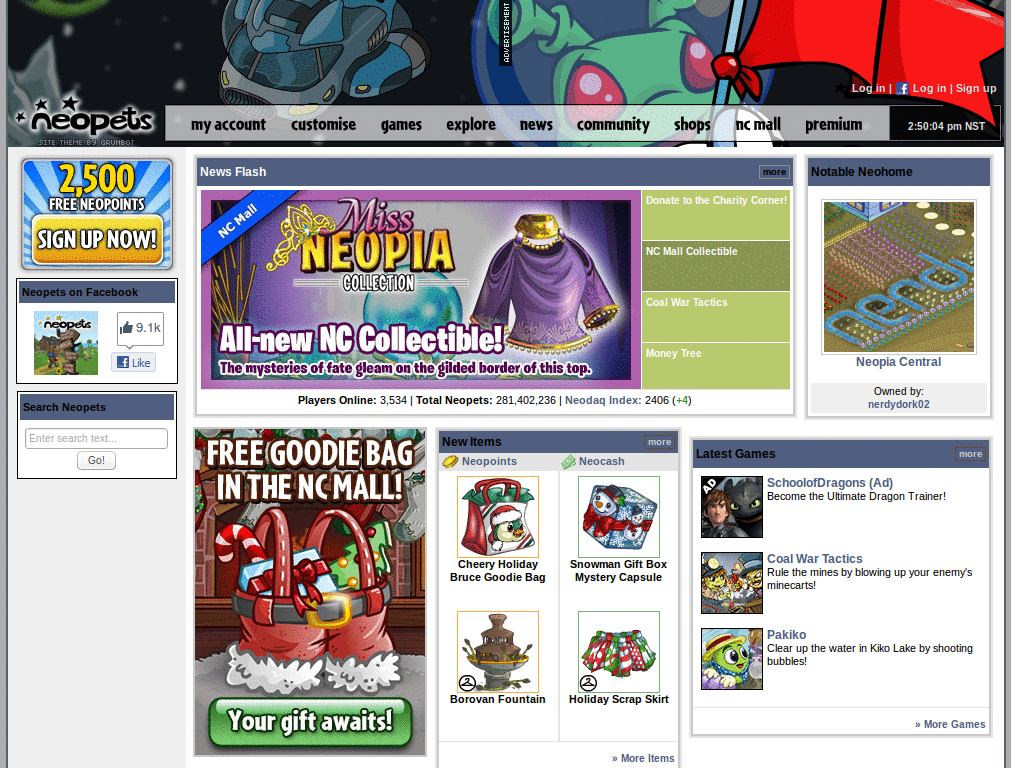 ADVERTISEMENT
Log in | Log in | Sign up
neopets
SITE THEME BY GRUNBOT
my account customise games explore news community shops nc mall premium
2:50:04 pm NST
2,500
FREE NEOPOINTS
SIGN UP NOW!
Neopets on Facebook
neopets
9.1k
Like
Search Neopets
Enter search text...
Go!
News Flash more
NC Mall
Miss
NEOPIA
COLLECTION
All-new NC Collectible!
The mysteries of fate gleam on the gilded border of this top.
Donate to the Charity Corner!
NC Mall Collectible
Coal War Tactics
Money Tree
Players Online: 3,534 | Total Neopets: 281,402,236 | Neodaq Index: 2406 (+4)
Notable Neohome
Neopia Central
Owned by:
nerdydork02
FREE GOODIE BAG
IN THE NC MALL!
Your gift awaits!
New Items more
Neopoints Neocash
Cheery Holiday
Bruce Goodie Bag
Snowman Gift Box
Mystery Capsule
Borovan Fountain
Holiday Scrap Skirt
» More Items
Latest Games more
AD
SchoolofDragons (Ad)
Become the Ultimate Dragon Trainer!
Coal War Tactics
Rule the mines by blowing up your enemy's
minecarts!
Pakiko
Clear up the water in Kiko Lake by shooting
bubbles!
» More Games